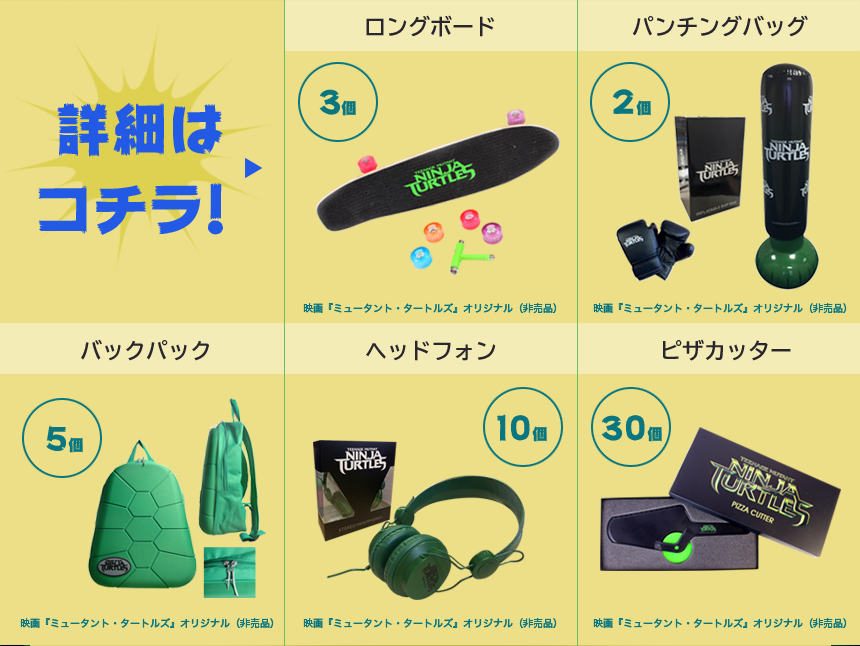 詳細は
コチラ!
ロングボード
3個
NINJA
TURTLES
映画『ミュータント・タートルズ』オリジナル（非売品）
パンチングバッグ
2個
NINJA
TURTLES
NINJA
TURTLES
NINJA
TURTLES
映画『ミュータント・タートルズ』オリジナル（非売品）
バックパック
5個
NINJA
TURTLES
映画『ミュータント・タートルズ』オリジナル（非売品）
ヘッドフォン
10個
TEENAGE MUTANT
NINJA
TURTLES
映画『ミュータント・タートルズ』オリジナル（非売品）
ピザカッター
30個
TEENAGE MUTANT
NINJA
TURTLES
PIZZA CUTTER
映画『ミュータント・タートルズ』オリジナル（非売品）